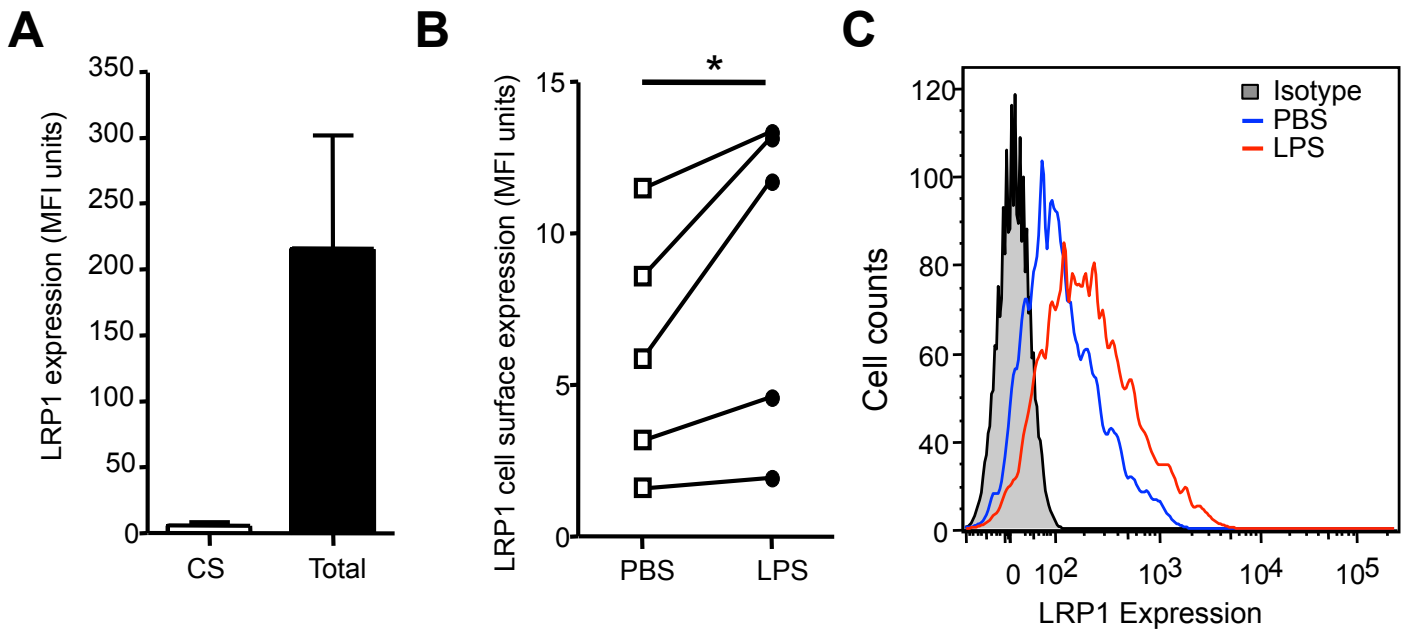 A
LRP1 expression (MFI units)
350
300
250
200
150
100
50
0
CS
Total
B
LRP1 cell surface expression (MFI units)
*
15
10
5
0
PBS
LPS
C
Cell counts
120
100
80
60
40
20
0
Isotype
PBS
LPS
0 10² 10³ 10⁴ 10⁵
LRP1 Expression